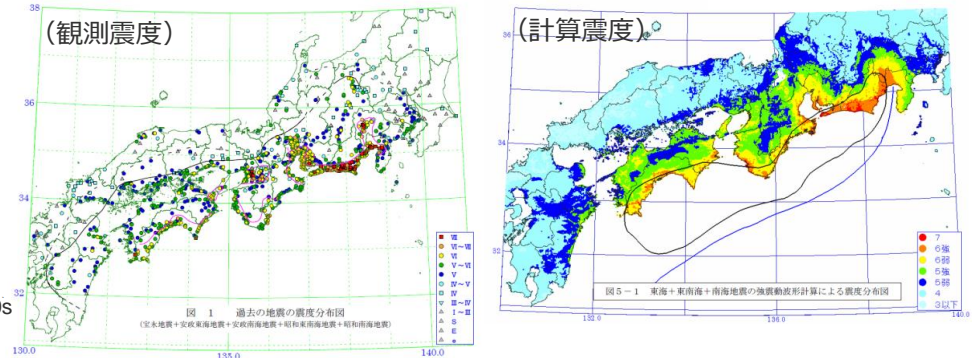 (観測震度)
38
36
34
32
130.0
135.0
140.0
VII
VI~VII
VI
V~VI
V
IV~V
IV
III~IV
I~III
S
E
e
図 1 過去の地震の震度分布図
(宝永地震+安政東海地震+安政南海地震+昭和東南海地震+昭和南海地震)
0s
(計算震度)
36
34
32
132.0
136.0
140.0
7
6強
6弱
5強
5弱
4
3以下
図5-1 東海+東南海+南海地震の強震動波形計算による震度分布図